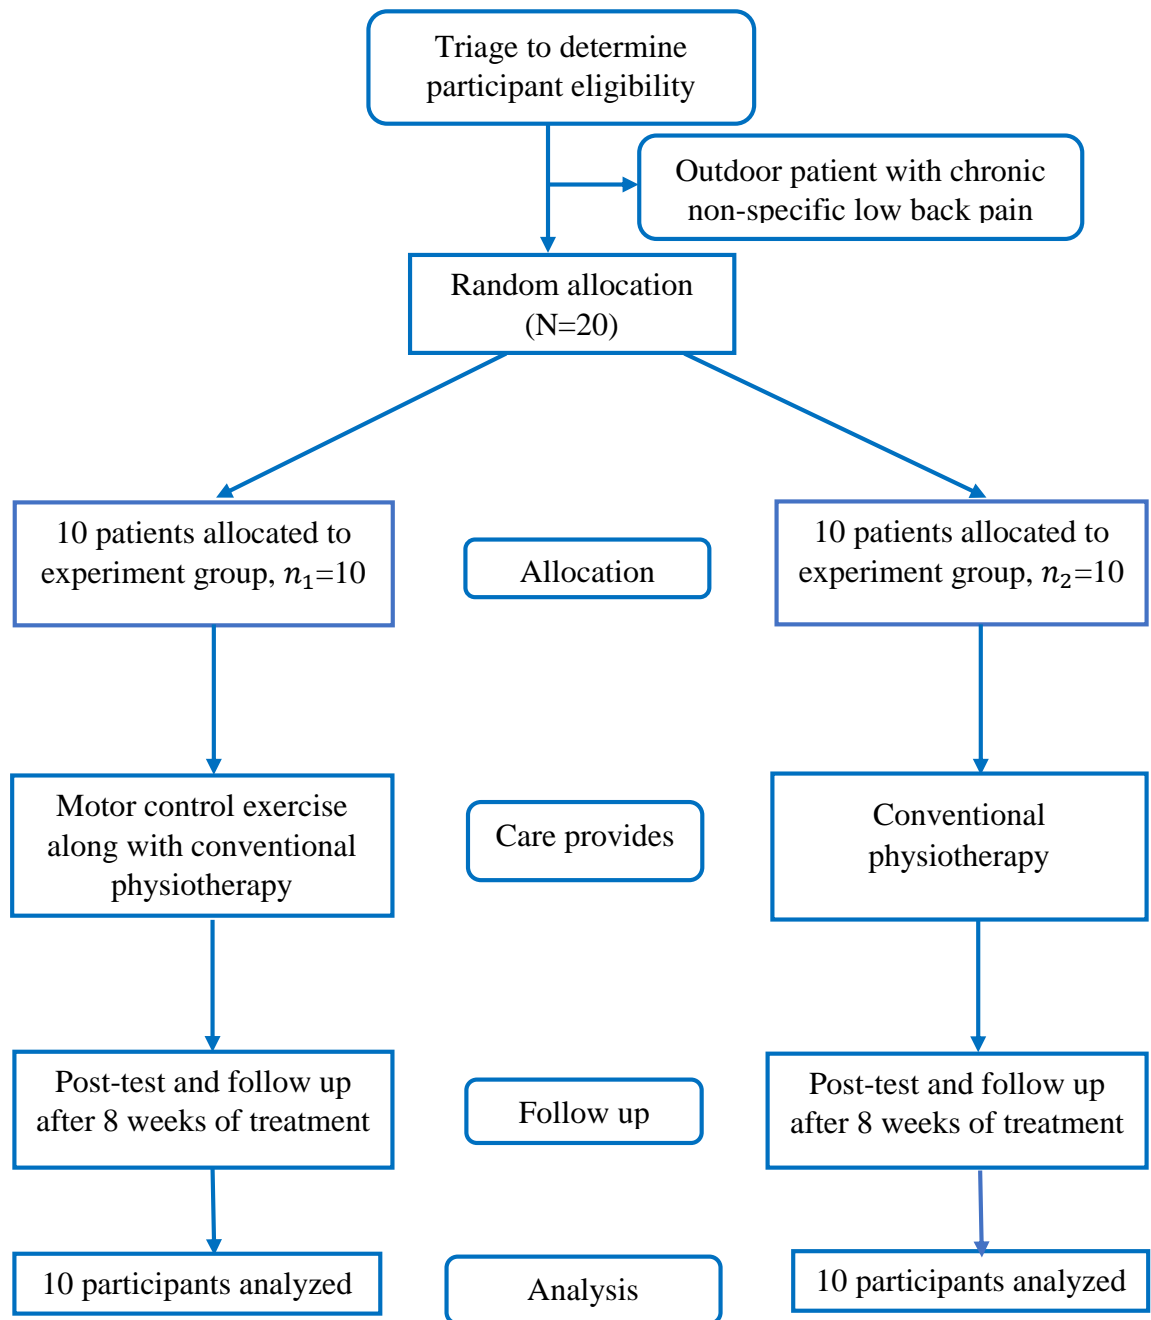 Triage to determine
participant eligibility
Outdoor patient with chronic
non-specific low back pain
Random allocation
(N=20)
10 patients allocated to
experiment group, n₁=10
Allocation
10 patients allocated to
experiment group, n₂=10
Motor control exercise
along with conventional
physiotherapy
Care provides
Conventional
physiotherapy
Post-test and follow up
after 8 weeks of treatment
Follow up
Post-test and follow up
after 8 weeks of treatment
10 participants analyzed
Analysis
10 participants analyzed